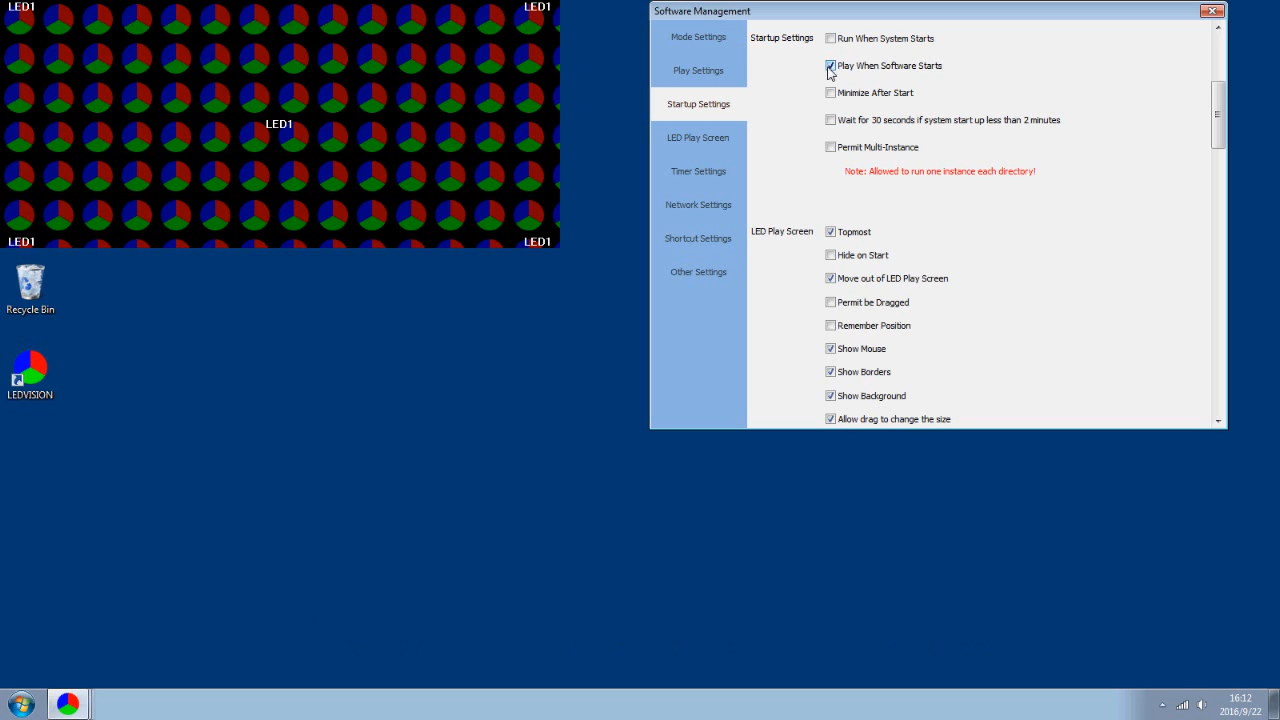 LED1
LED1
LED1
LED1
LED1
Recycle Bin
LEDVISION
Software Management
Mode Settings
Play Settings
Startup Settings
LED Play Screen
Timer Settings
Network Settings
Shortcut Settings
Other Settings
Startup Settings
Run When System Starts
Play When Software Starts
Minimize After Start
Wait for 30 seconds if system start up less than 2 minutes
Permit Multi-Instance
Note: Allowed to run one instance each directory!
LED Play Screen
Topmost
Hide on Start
Move out of LED Play Screen
Permit be Dragged
Remember Position
Show Mouse
Show Borders
Show Background
Allow drag to change the size
16:12
2016/9/22